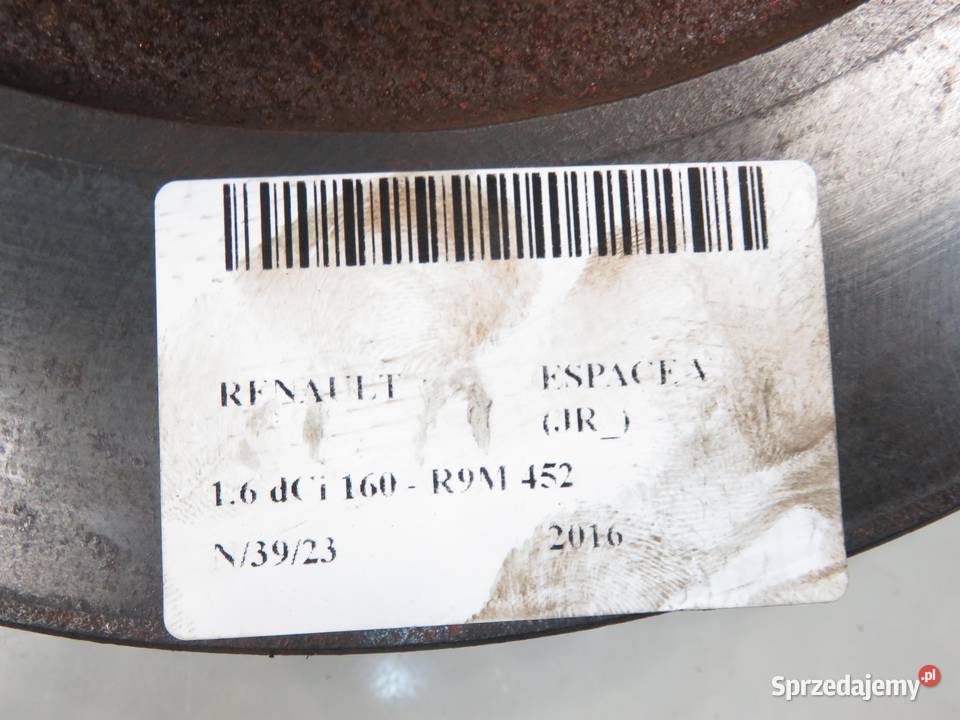 RENAULT ESPACE V
(JR_)
1.6 dCi 160 - R9M 452
N/39/23 2016
Sprzedajemy.pl